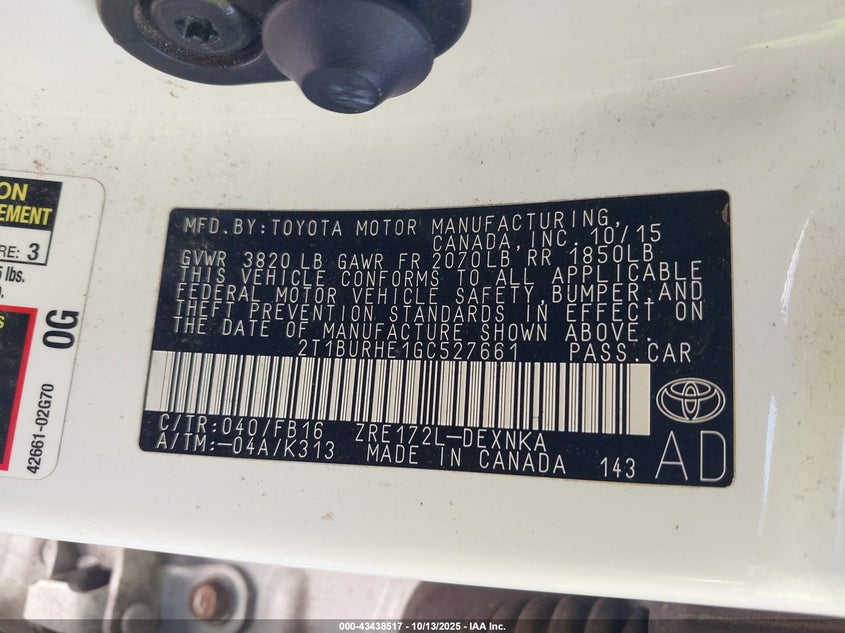 MFD.BY:TOYOTA MOTOR MANUFACTURING,
CANADA, INC. 10/15
GVWR 3820 LB GAWR FR 2070LB RR 1850LB
THIS VEHICLE CONFORMS TO ALL APPLICABLE
FEDERAL MOTOR VEHICLE SAFETY,BUMPER,AND
THEFT PREVENTION STANDARDS IN EFFECT ON
THE DATE OF MANUFACTURE SHOWN ABOVE.
2T1BURHE1GC527661 PASS.CAR
C/TR:040/FB16 ZRE172L-DEXNKA
A/TM:-04A/K313 MADE IN CANADA 143
AD
ON
EMENT
RE: 3
lbs.
OG
42661-02G70
000-43438517 - 10/13/2025 - IAA Inc.